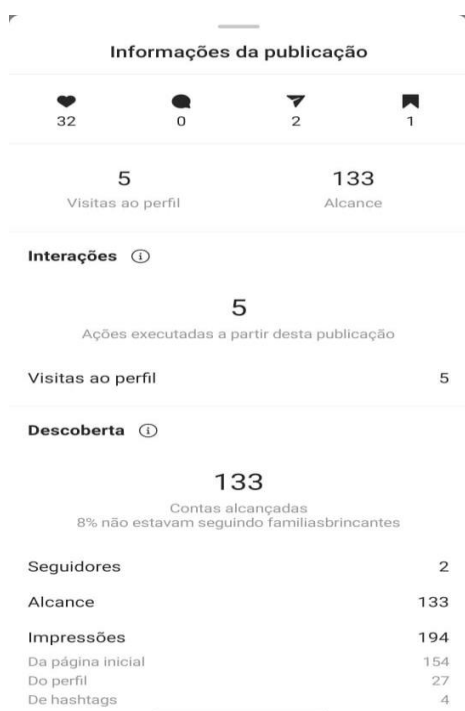 Informações da publicação
32 0 2 1
5 133
Visitas ao perfil Alcance
Interações
5
Ações executadas a partir desta publicação
Visitas ao perfil 5
Descoberta
133
Contas alcançadas
8% não estavam seguindo familiasbrincantes
Seguidores 2
Alcance 133
Impressões 194
Da página inicial 154
Do perfil 27
De hashtags 4